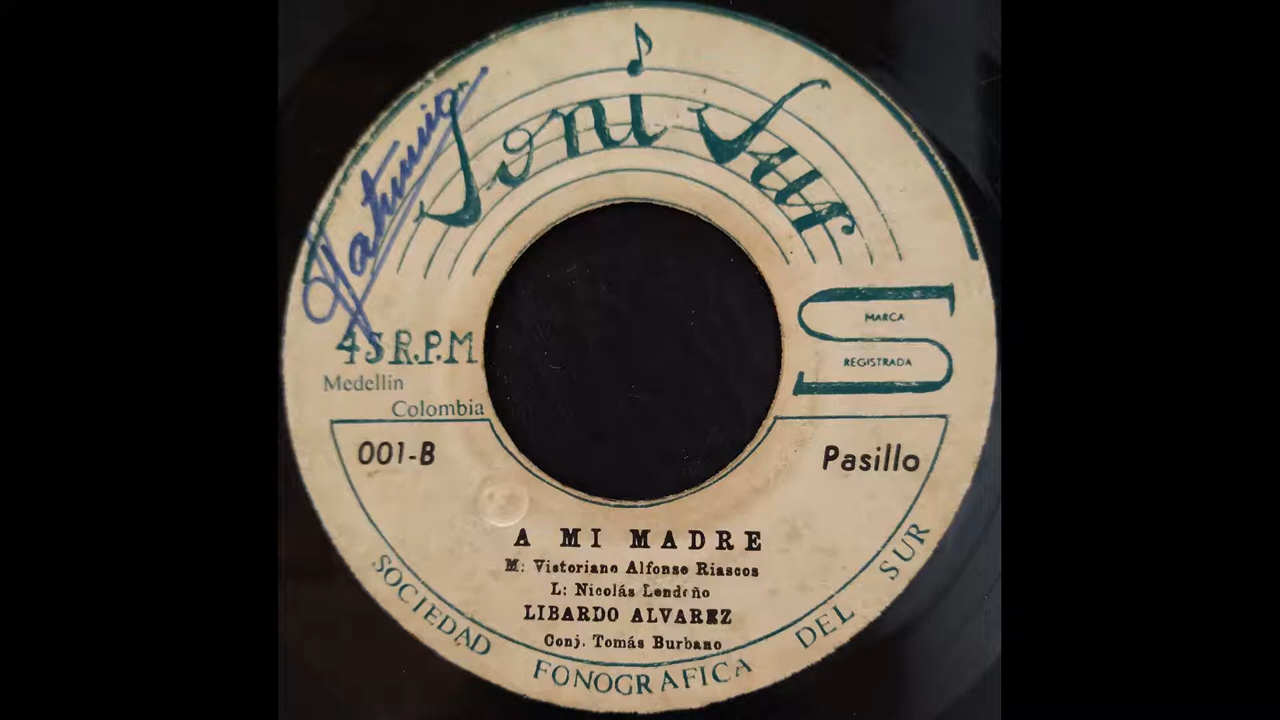 Soni Sur
45 R.P.M
Medellin
Colombia
MARCA
REGISTRADA
001-B
Pasillo
A MI MADRE
M: Victoriano Alfonso Riascos
L: Nicolás Londoño
LIBARDO ALVAREZ
Conj. Tomás Burbano
SOCIEDAD FONOGRAFICA DEL SUR